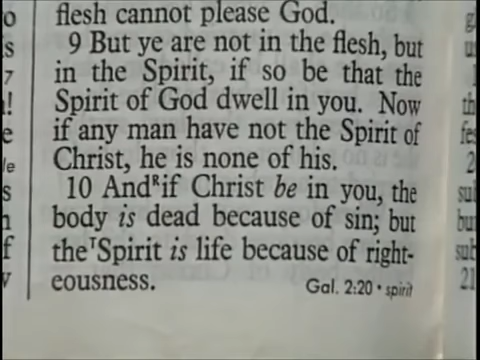 flesh cannot please God.
9 But ye are not in the flesh, but
in the Spirit, if so be that the
Spirit of God dwell in you. Now
if any man have not the Spirit of
Christ, he is none of his.
10 And R if Christ be in you, the
body is dead because of sin; but
the T Spirit is life because of right-
eousness. Gal. 2:20 • spirit